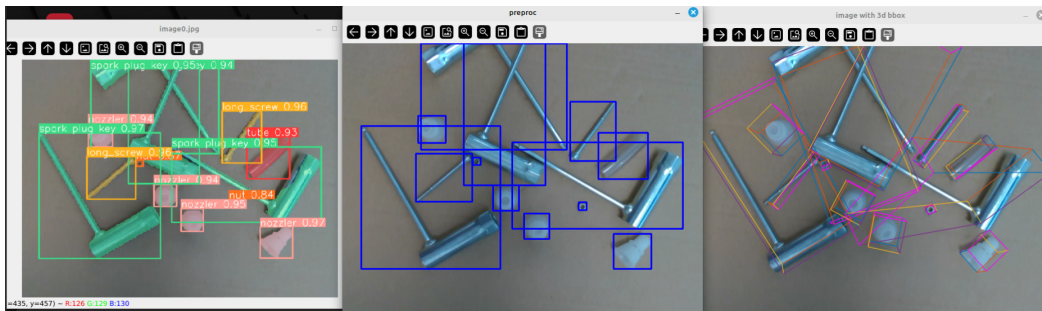 image0.jpg
spark plug key 0.95
ey 0.94
long_screw 0.96
nozzler 0.94
spark plug key 0.97
tube 0.93
spark plug key 0.95
long_screw 0.96
nozzler 0.94
nut 0.84
nozzler 0.95
nozzler 0.97
=435, y=457) ~ R:126 G:129 B:130
preproc
image with 3d bbox